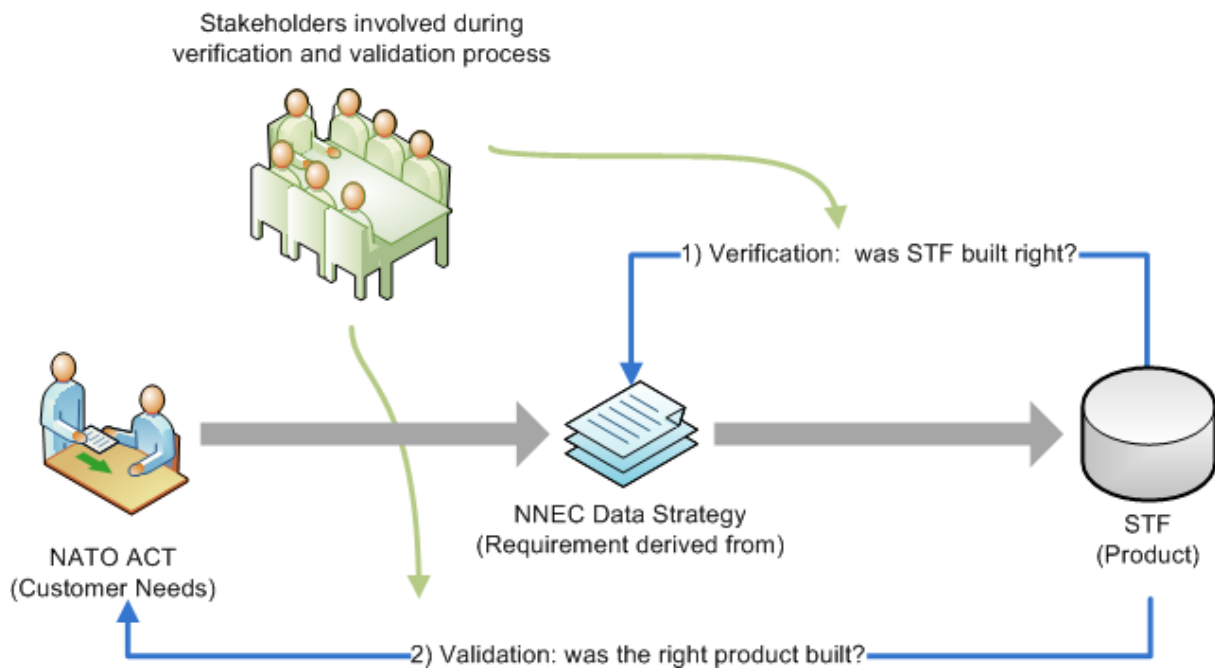 Stakeholders involved during
verification and validation process
1) Verification:  was STF built right?
NNEC Data Strategy
(Requirement derived from)
STF
(Product)
NATO ACT
(Customer Needs)
2) Validation: was the right product built?